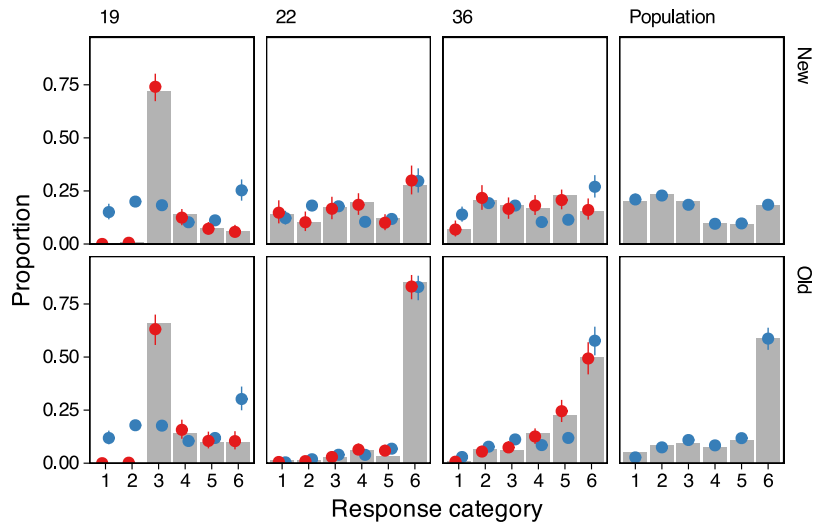 19 22 36 Population
0.75
0.50
0.25
0.00
New
0.75
0.50
0.25
0.00
Old
Proportion
1 2 3 4 5 6 1 2 3 4 5 6 1 2 3 4 5 6 1 2 3 4 5 6
Response category